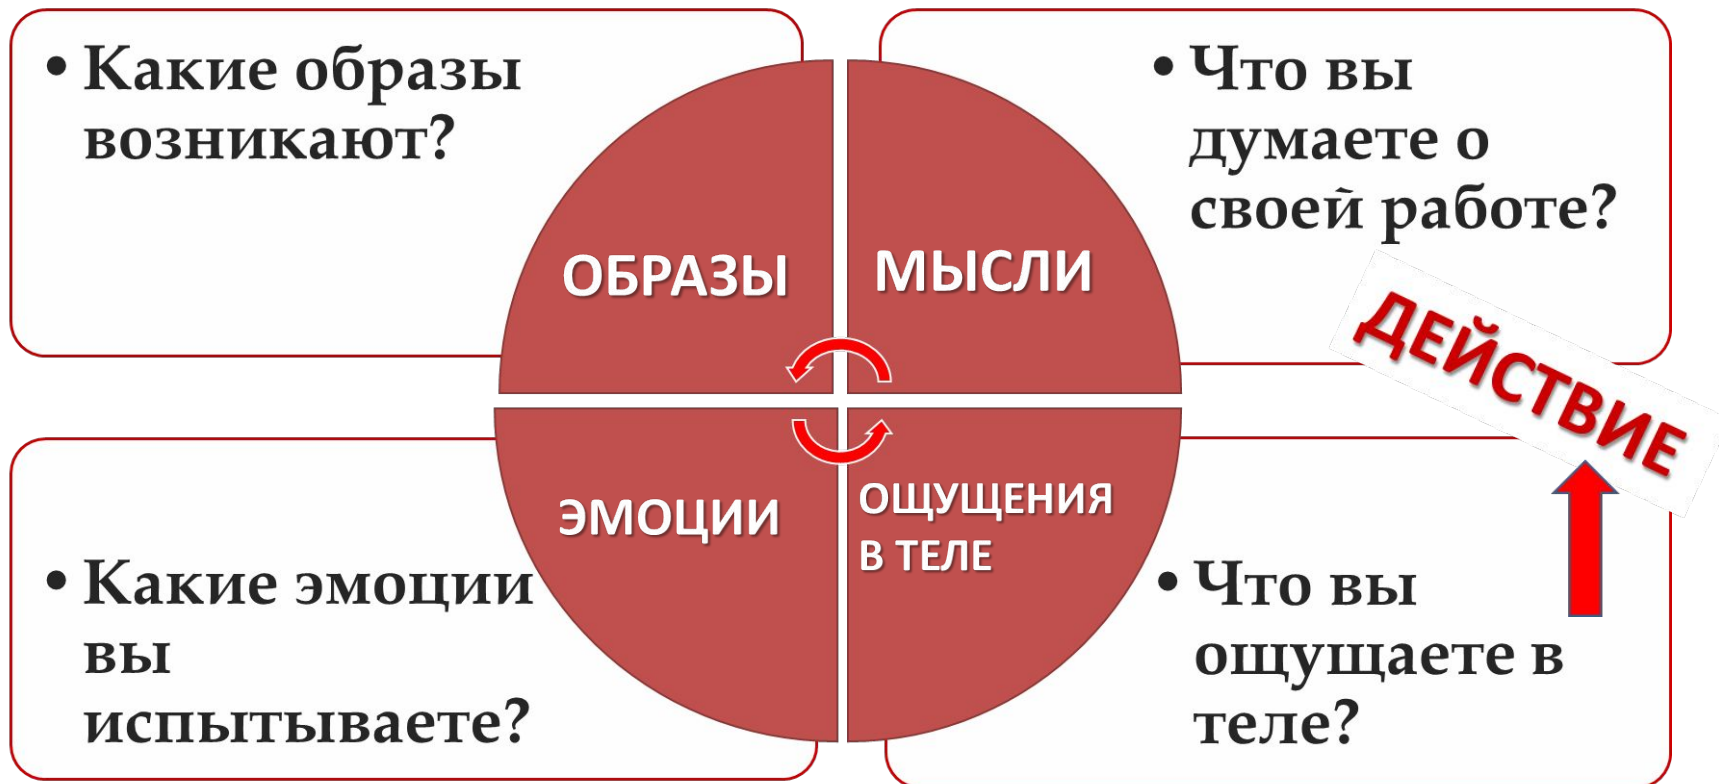 • Какие образы
возникают?
• Что вы
думаете о
своей работе?
ОБРАЗЫ
МЫСЛИ
ДЕЙСТВИЕ
ЭМОЦИИ
ОЩУЩЕНИЯ
В ТЕЛЕ
• Какие эмоции
вы
испытываете?
• Что вы
ощущаете в
теле?